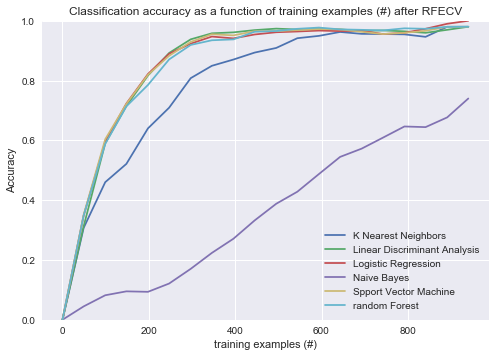 Classification accuracy as a function of training examples (#) after RFECV
1.0
0.8
0.6
0.4
0.2
0.0
Accuracy
K Nearest Neighbors
Linear Discriminant Analysis
Logistic Regression
Naive Bayes
Spport Vector Machine
random Forest
0 200 400 600 800
training examples (#)